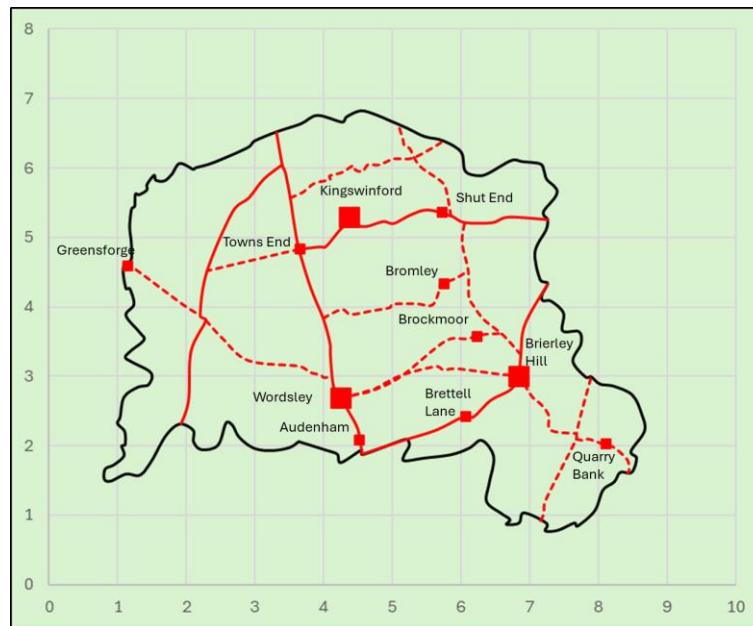 8
7
6
Kingswinford
Shut End
5
Towns End
Greensforge
Bromley
4
Brockmoor
Brierley
Hill
3
Wordsley
Brettell
Lane
Audenham
2
Quarry
Bank
1
0
0 1 2 3 4 5 6 7 8 9 10